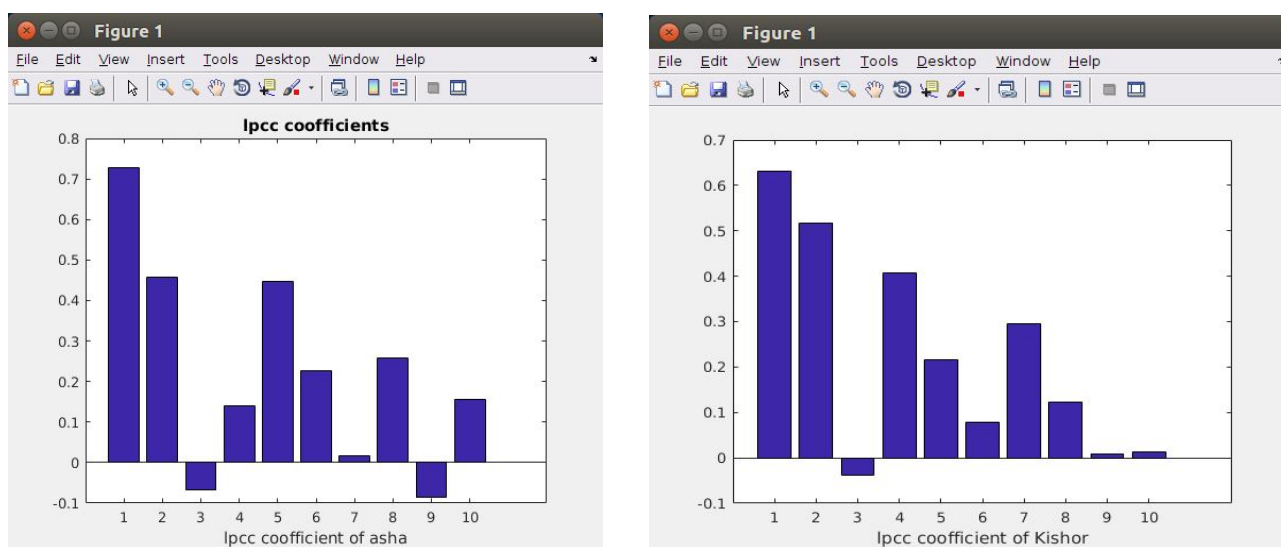 Figure 1
File Edit View Insert Tools Desktop Window Help
lpcc coofficients
0.8
0.7
0.6
0.5
0.4
0.3
0.2
0.1
0
-0.1
1 2 3 4 5 6 7 8 9 10
lpcc coofficient of asha
Figure 1
File Edit View Insert Tools Desktop Window Help
0.7
0.6
0.5
0.4
0.3
0.2
0.1
0
-0.1
1 2 3 4 5 6 7 8 9 10
lpcc coofficient of Kishor